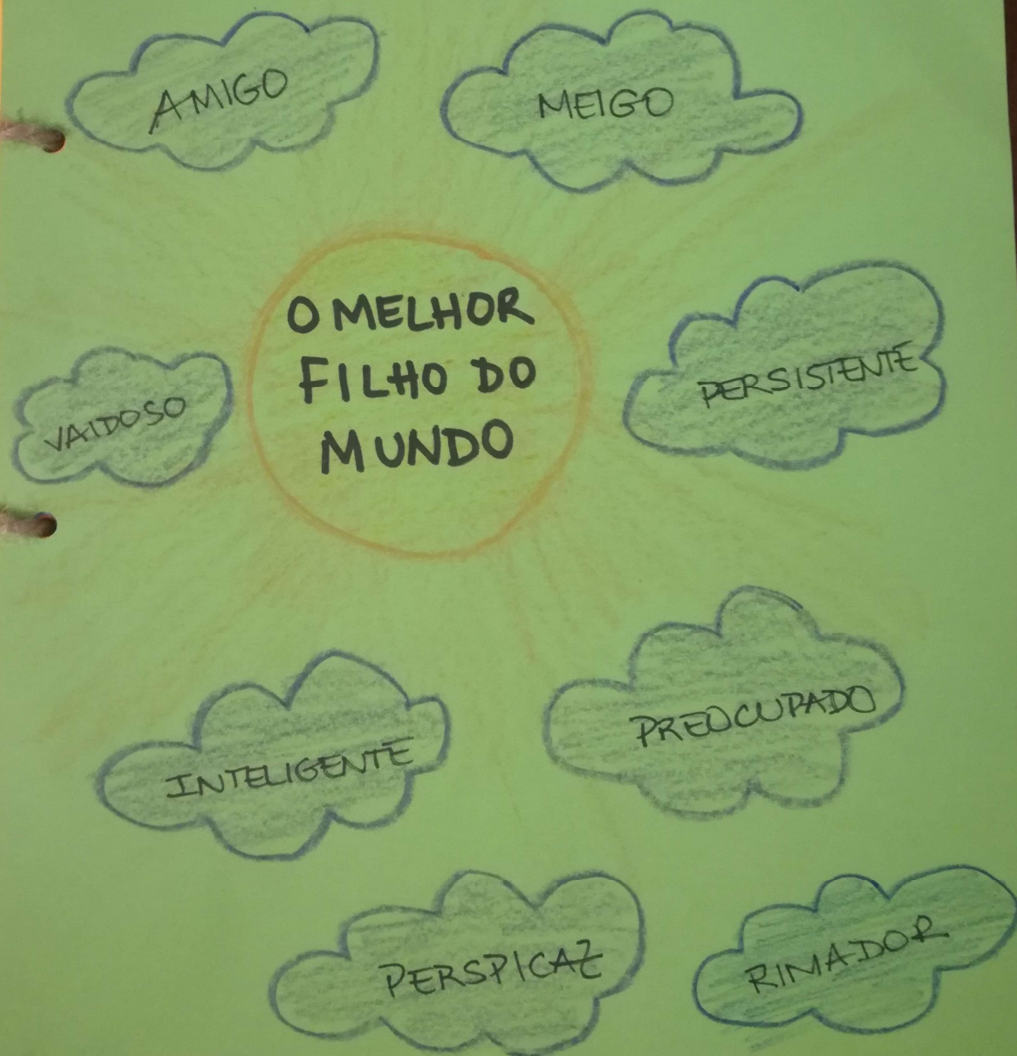 AMIGO
MEIGO
O MELHOR
FILHO DO
MUNDO
VAIDOSO
PERSISTENTE
INTELIGENTE
PREOCUPADO
PERSPICAZ
RIMADOR